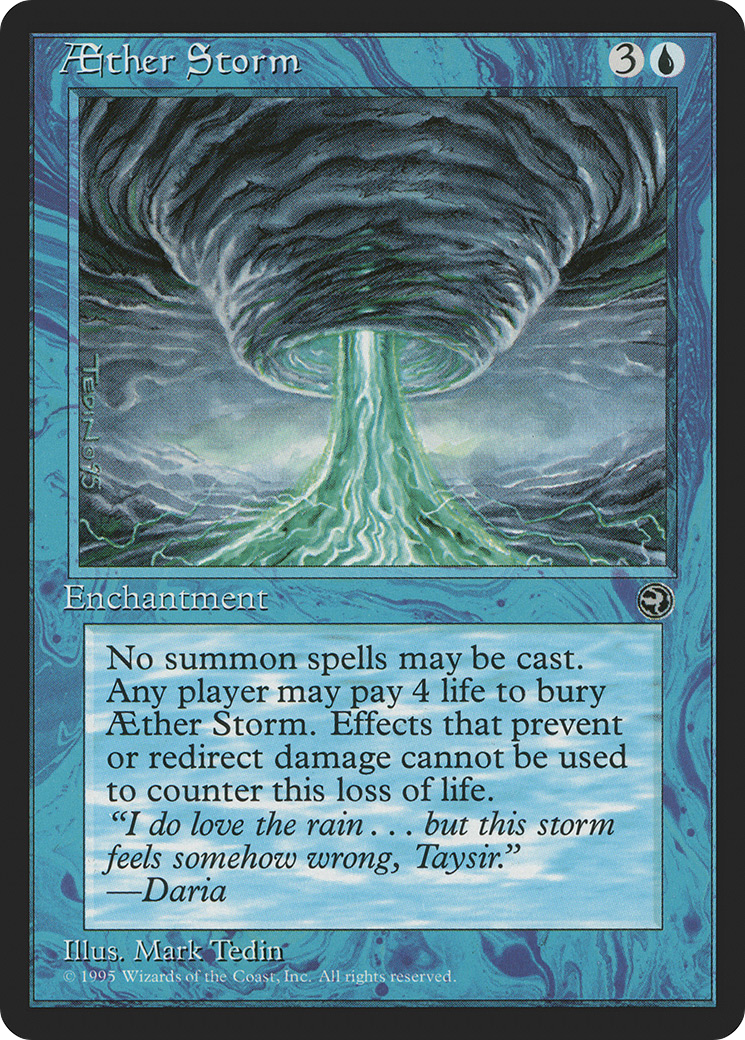 Æther Storm
3
TEDIN 95
Enchantment
No summon spells may be cast.
Any player may pay 4 life to bury
Æther Storm. Effects that prevent
or redirect damage cannot be used
to counter this loss of life.
“I do love the rain . . . but this storm
feels somehow wrong, Taysir.”
—Daria
Illus. Mark Tedin
© 1995 Wizards of the Coast, Inc. All rights reserved.